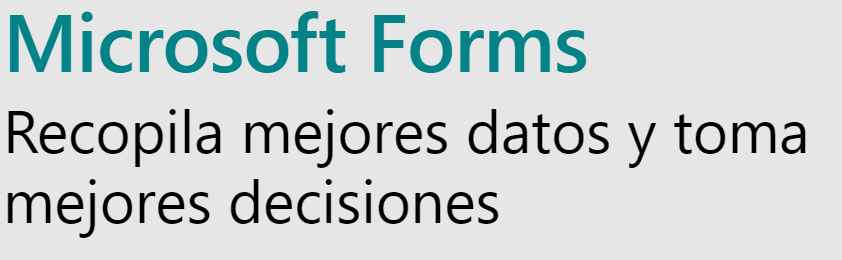 Microsoft Forms
Recopila mejores datos y toma
mejores decisiones